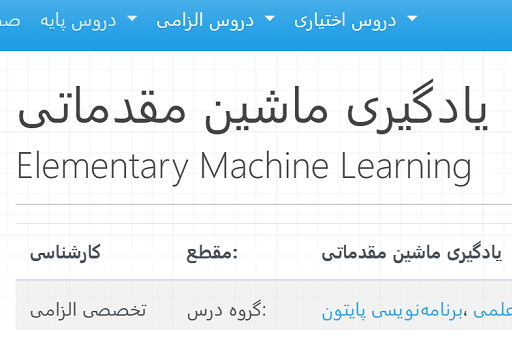 دروس پایه دروس الزامی دروس اختیاری
یادگیری ماشین مقدماتی
Elementary Machine Learning
یادگیری ماشین مقدماتی مقطع: کارشناسی
علمی، برنامه‌نویسی پایتون گروه درس: تخصصی الزامی